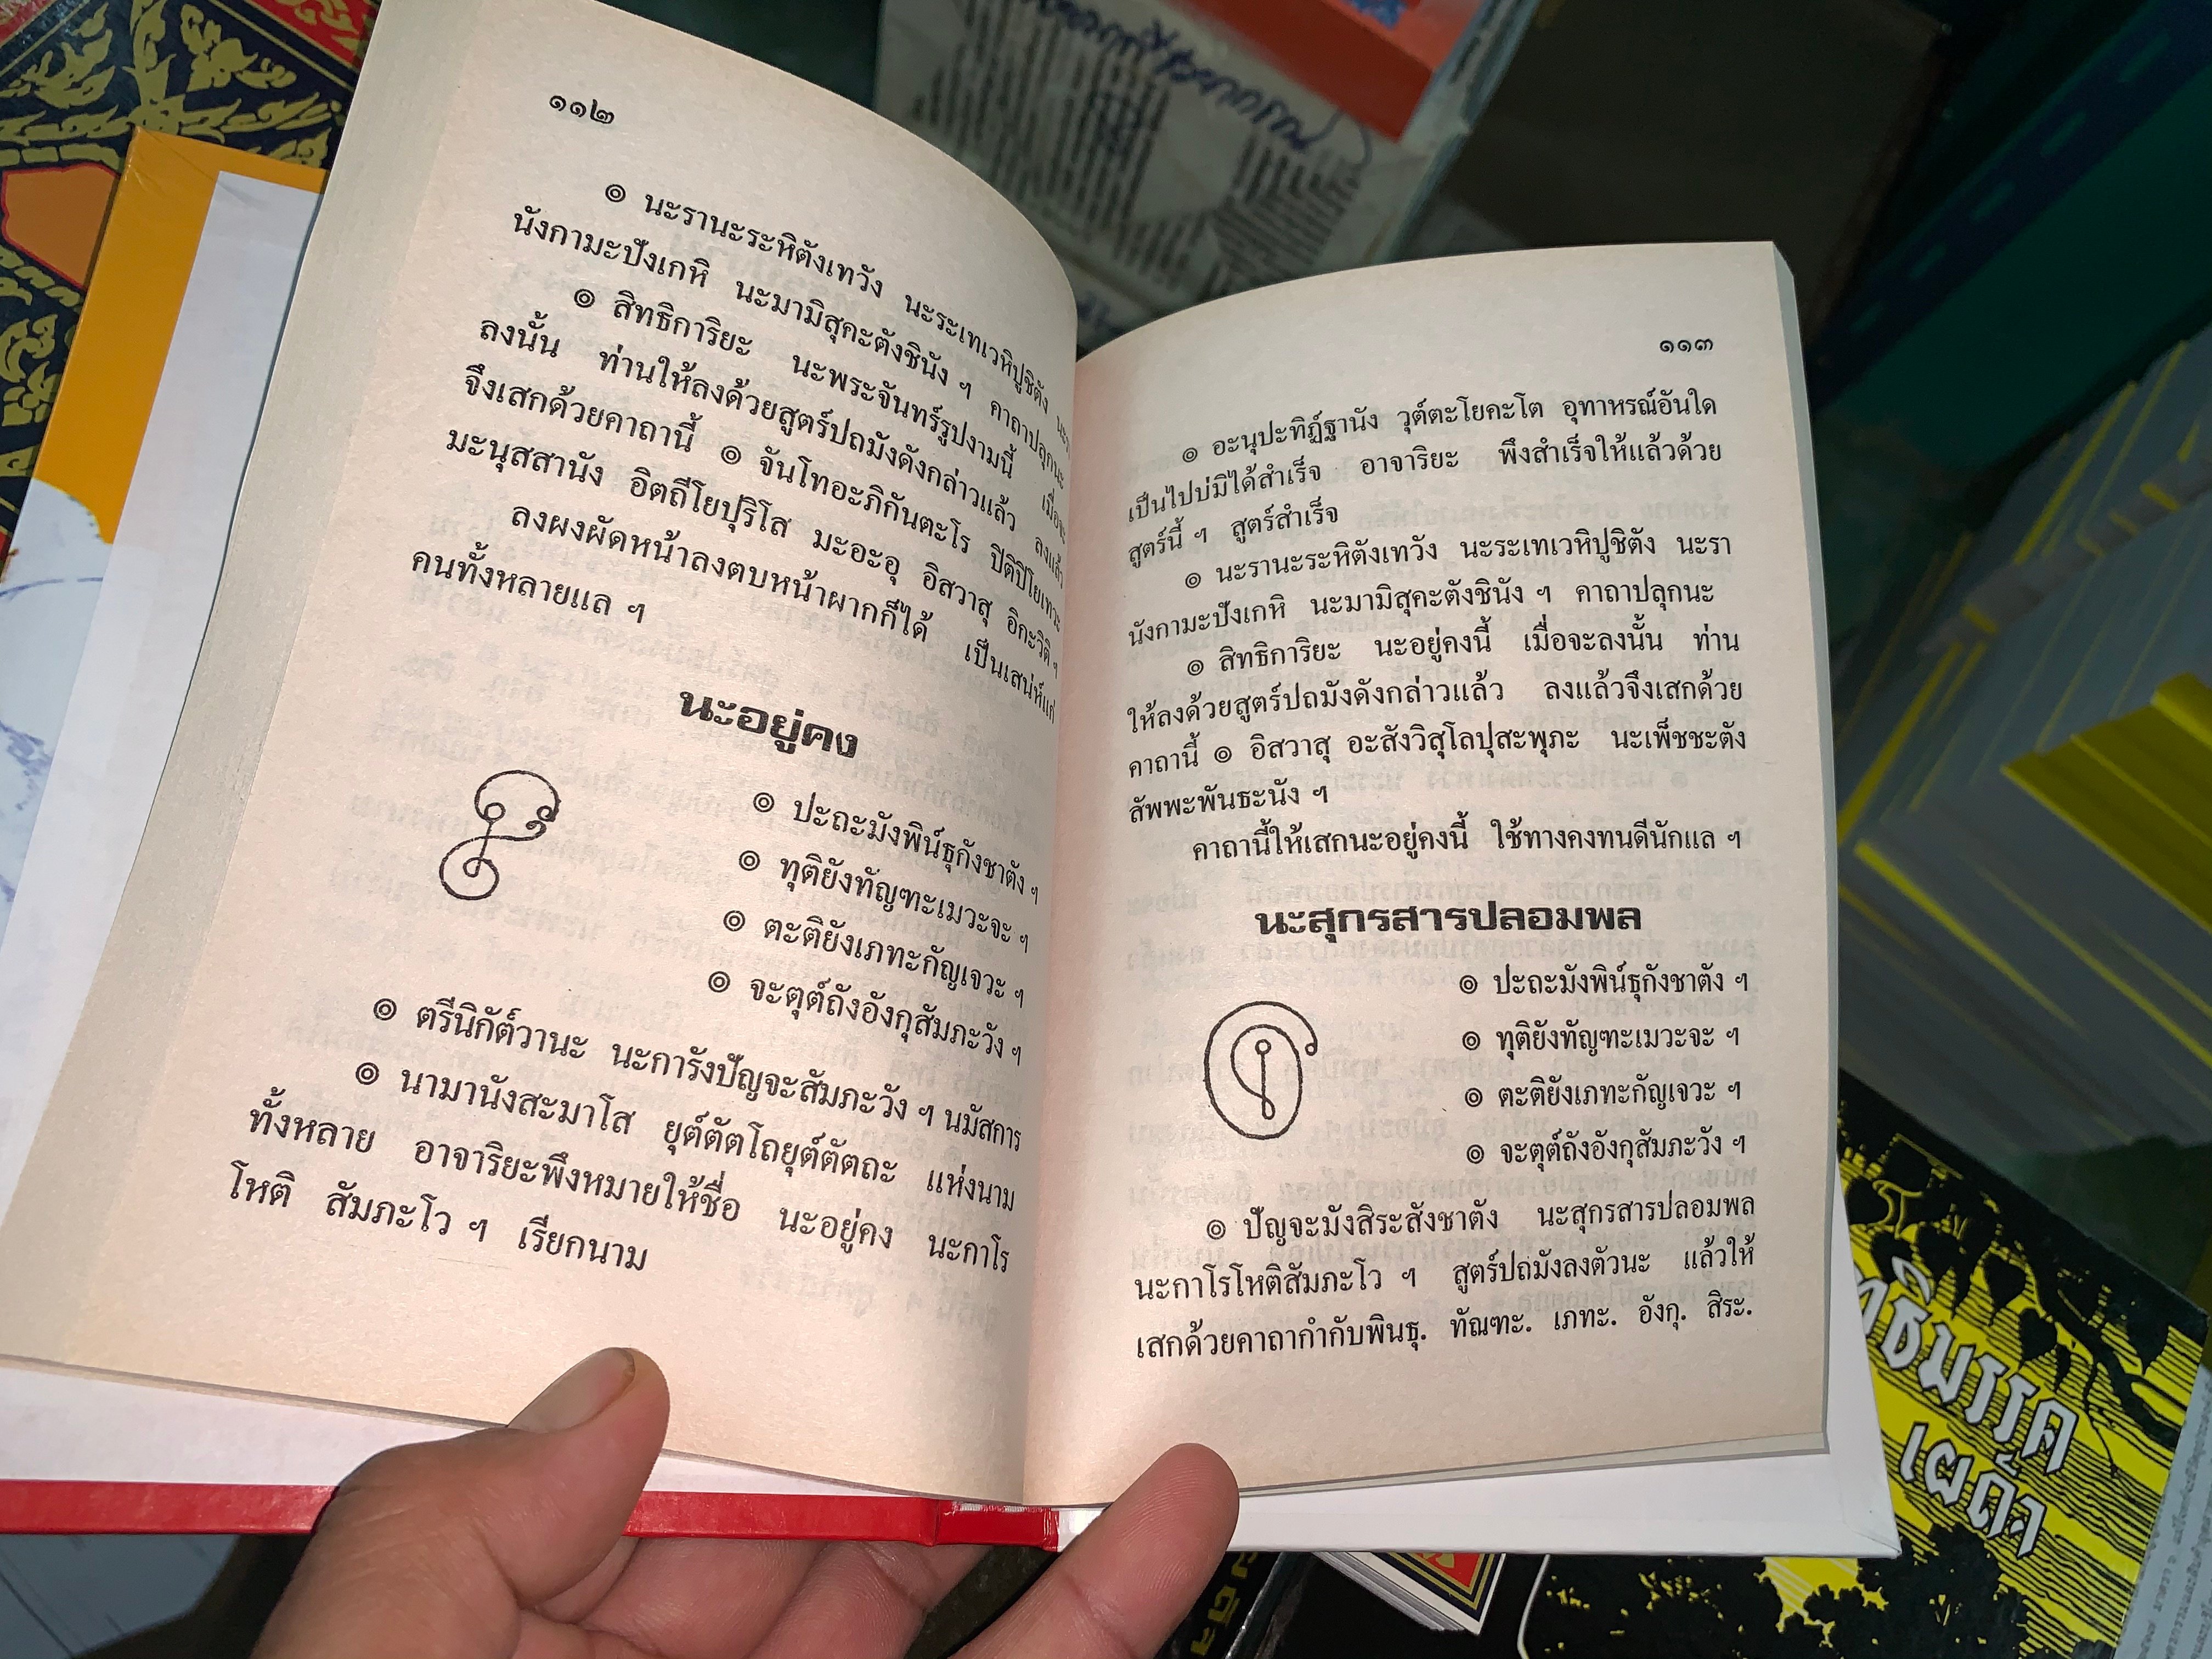 ๑๑๒
๏ นะรานะระหิตังเทวัง นะระเทเวหิปูชิตัง นะรา
นังกามะปังเกหิ นะมามิสุคะตังชินัง ฯ คาถาปลุกนะ
๏ สิทธิการิยะ นะพระจันทร์รูปงามนี้ เมื่อจะ
ลงนั้น ท่านให้ลงด้วยสูตร์ปถมังดังกล่าวแล้ว ลงแล้ว
จึงเสกด้วยคาถานี้ ๏ จันโทอะภิกันตะโร ปิติปิโยเทวะ
มะนุสสานัง อิตถีโยปุริโส มะอะอุ อิสวาสุ อิกะวิติ ฯ
ลงผงผัดหน้าลงตบหน้าผากก็ได้ เป็นเสน่ห์แก่
คนทั้งหลายแล ฯ
นะอยู่คง
๏ ปะถะมังพิน์ธุกังชาตัง ฯ
๏ ทุติยังทัญฑะเมวะจะ ฯ
๏ ตะติยังเภทะกัญเจวะ ฯ
๏ จะตุต์ถังอังกุสัมภะวัง ฯ
๏ ตรีนิกัต์วานะ นะการังปัญจะสัมภะวัง ฯ นมัสการ
๏ นามานังสะมาโส ยุต์ตัตโถยุต์ตัตถะ แห่งนาม
ทั้งหลาย อาจาริยะพึงหมายให้ชื่อ นะอยู่คง นะกาโร
โหติ สัมภะโว ฯ เรียกนาม
๑๑๓
๏ อะนุปะทิฏ์ฐานัง วุต์ตะโยคะโต อุทาหรณ์อันใด
เป็นไปบ่มิได้สำเร็จ อาจาริยะ พึงสำเร็จให้แล้วด้วย
สูตร์นี้ ฯ สูตร์สำเร็จ
๏ นะรานะระหิตังเทวัง นะระเทเวหิปูชิตัง นะรา
นังกามะปังเกหิ นะมามิสุคะตังชินัง ฯ คาถาปลุกนะ
๏ สิทธิการิยะ นะอยู่คงนี้ เมื่อจะลงนั้น ท่าน
ให้ลงด้วยสูตร์ปถมังดังกล่าวแล้ว ลงแล้วจึงเสกด้วย
คาถานี้ ๏ อิสวาสุ อะสังวิสุโลปุสะพุภะ นะเพ็ชชะตัง
สัพพะพันธะนัง ฯ
คาถานี้ให้เสกนะอยู่คงนี้ ใช้ทางคงทนดีนักแล ฯ
นะสุกรสารปลอมพล
๏ ปะถะมังพิน์ธุกังชาตัง ฯ
๏ ทุติยังทัญฑะเมวะจะ ฯ
๏ ตะติยังเภทะกัญเจวะ ฯ
๏ จะตุต์ถังอังกุสัมภะวัง ฯ
๏ ปัญจะมังสิระสังชาตัง นะสุกรสารปลอมพล
นะกาโรโหติสัมภะโว ฯ สูตร์ปถมังลงตัวนะ แล้วให้
เสกด้วยคาถากำกับพินธุ. ทัณฑะ. เภทะ. อังกุ. สิระ.